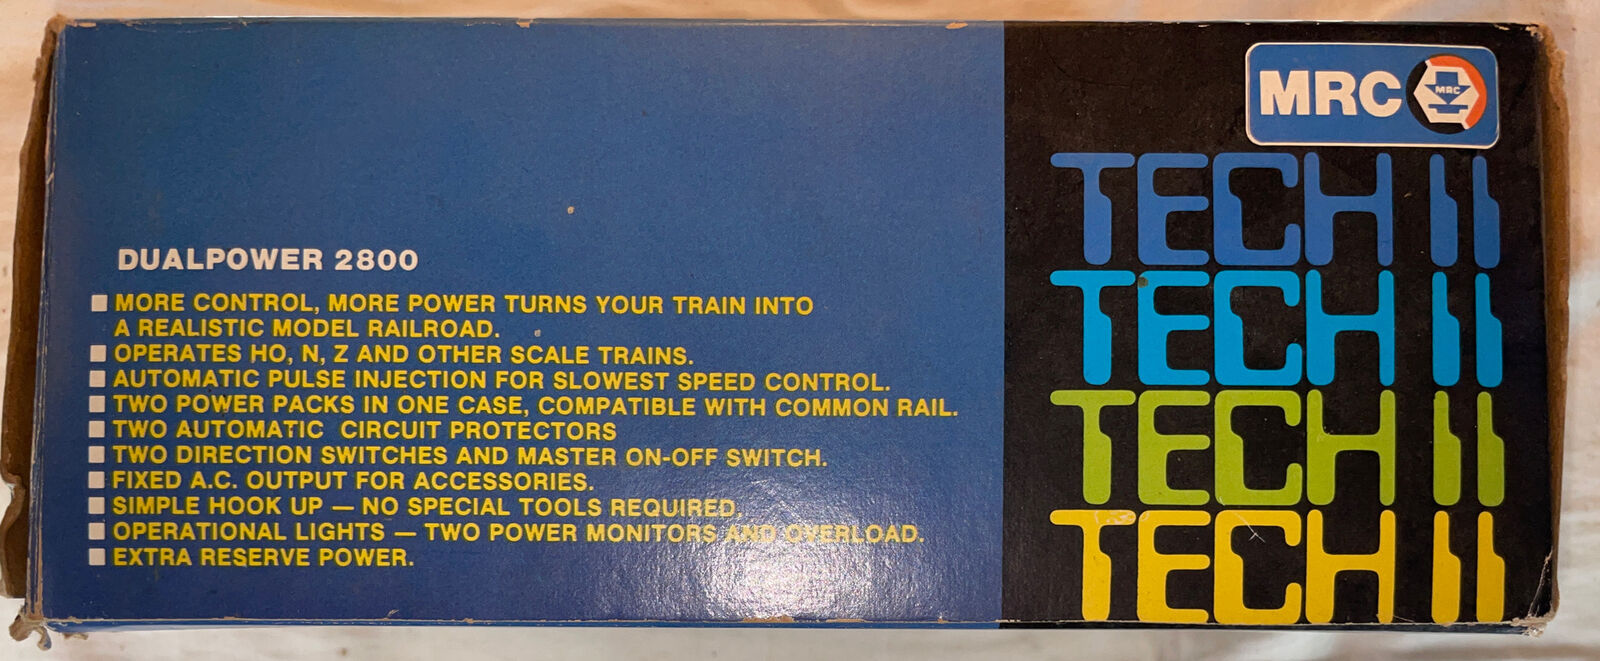 MRC
MRC
TECH II
TECH II
TECH II
TECH II
DUALPOWER 2800
MORE CONTROL, MORE POWER TURNS YOUR TRAIN INTO
A REALISTIC MODEL RAILROAD.
OPERATES HO, N, Z AND OTHER SCALE TRAINS.
AUTOMATIC PULSE INJECTION FOR SLOWEST SPEED CONTROL.
TWO POWER PACKS IN ONE CASE, COMPATIBLE WITH COMMON RAIL.
TWO AUTOMATIC CIRCUIT PROTECTORS
TWO DIRECTION SWITCHES AND MASTER ON-OFF SWITCH.
FIXED A.C. OUTPUT FOR ACCESSORIES.
SIMPLE HOOK UP — NO SPECIAL TOOLS REQUIRED.
OPERATIONAL LIGHTS — TWO POWER MONITORS AND OVERLOAD.
EXTRA RESERVE POWER.